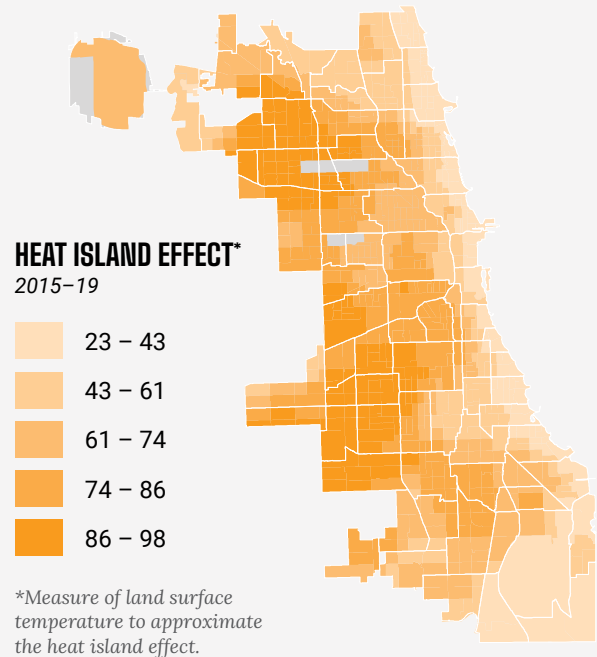 HEAT ISLAND EFFECT*
2015–19
23 – 43
43 – 61
61 – 74
74 – 86
86 – 98
*Measure of land surface
temperature to approximate
the heat island effect.